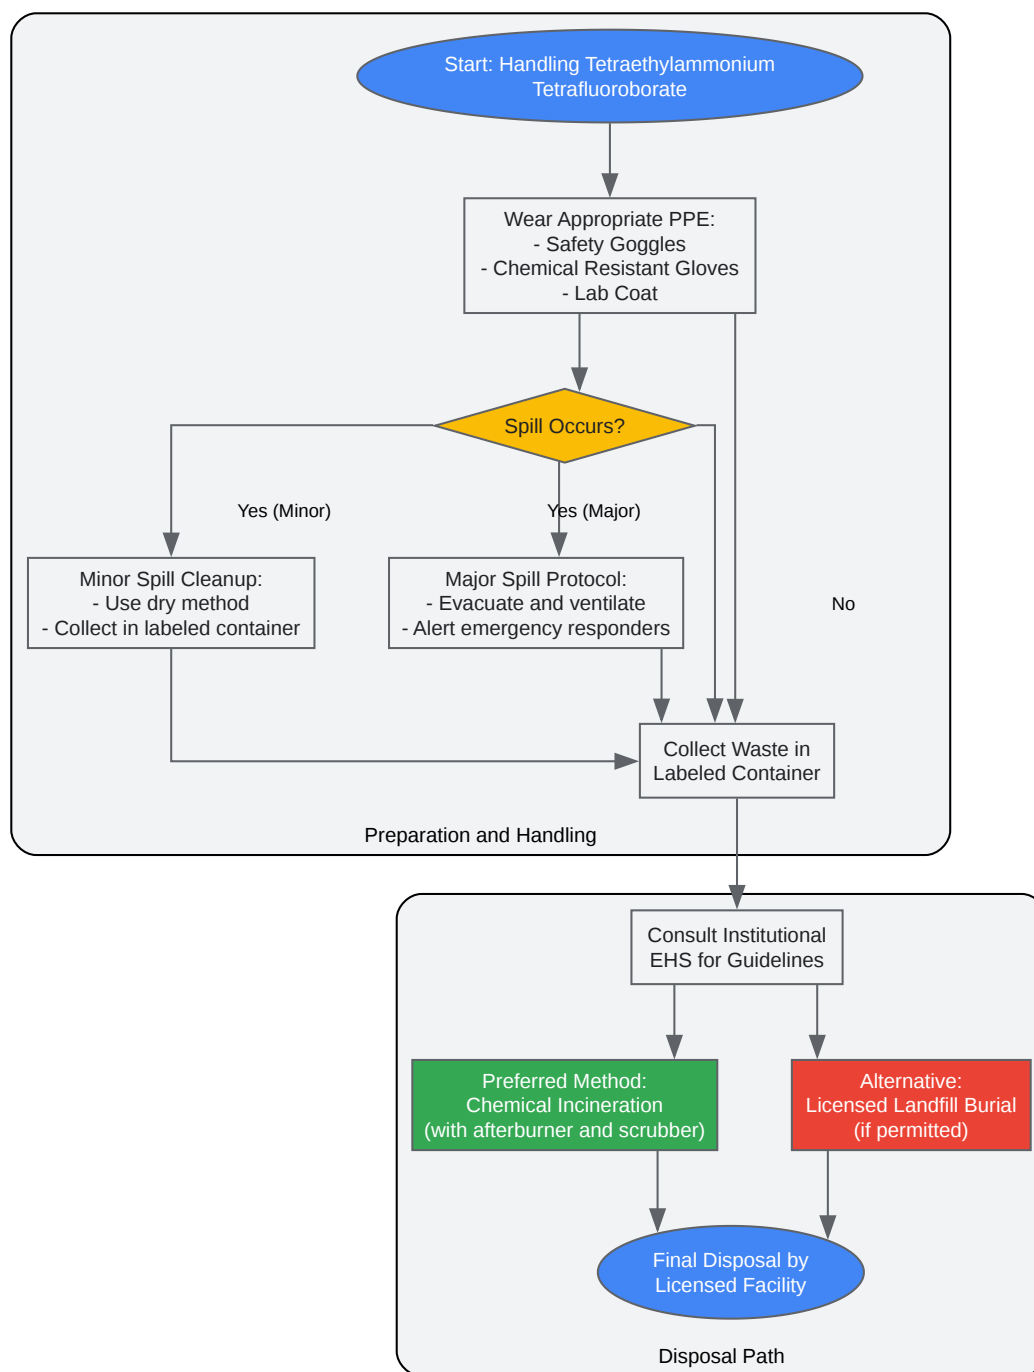 Start: Handling Tetraethylammonium
Tetrafluoroborate
Wear Appropriate PPE:
- Safety Goggles
- Chemical Resistant Gloves
- Lab Coat
Spill Occurs?
Yes (Minor)
Yes (Major)
Minor Spill Cleanup:
- Use dry method
- Collect in labeled container
Major Spill Protocol:
- Evacuate and ventilate
- Alert emergency responders
No
Collect Waste in
Labeled Container
Preparation and Handling
Consult Institutional
EHS for Guidelines
Preferred Method:
Chemical Incineration
(with afterburner and scrubber)
Alternative:
Licensed Landfill Burial
(if permitted)
Final Disposal by
Licensed Facility
Disposal Path